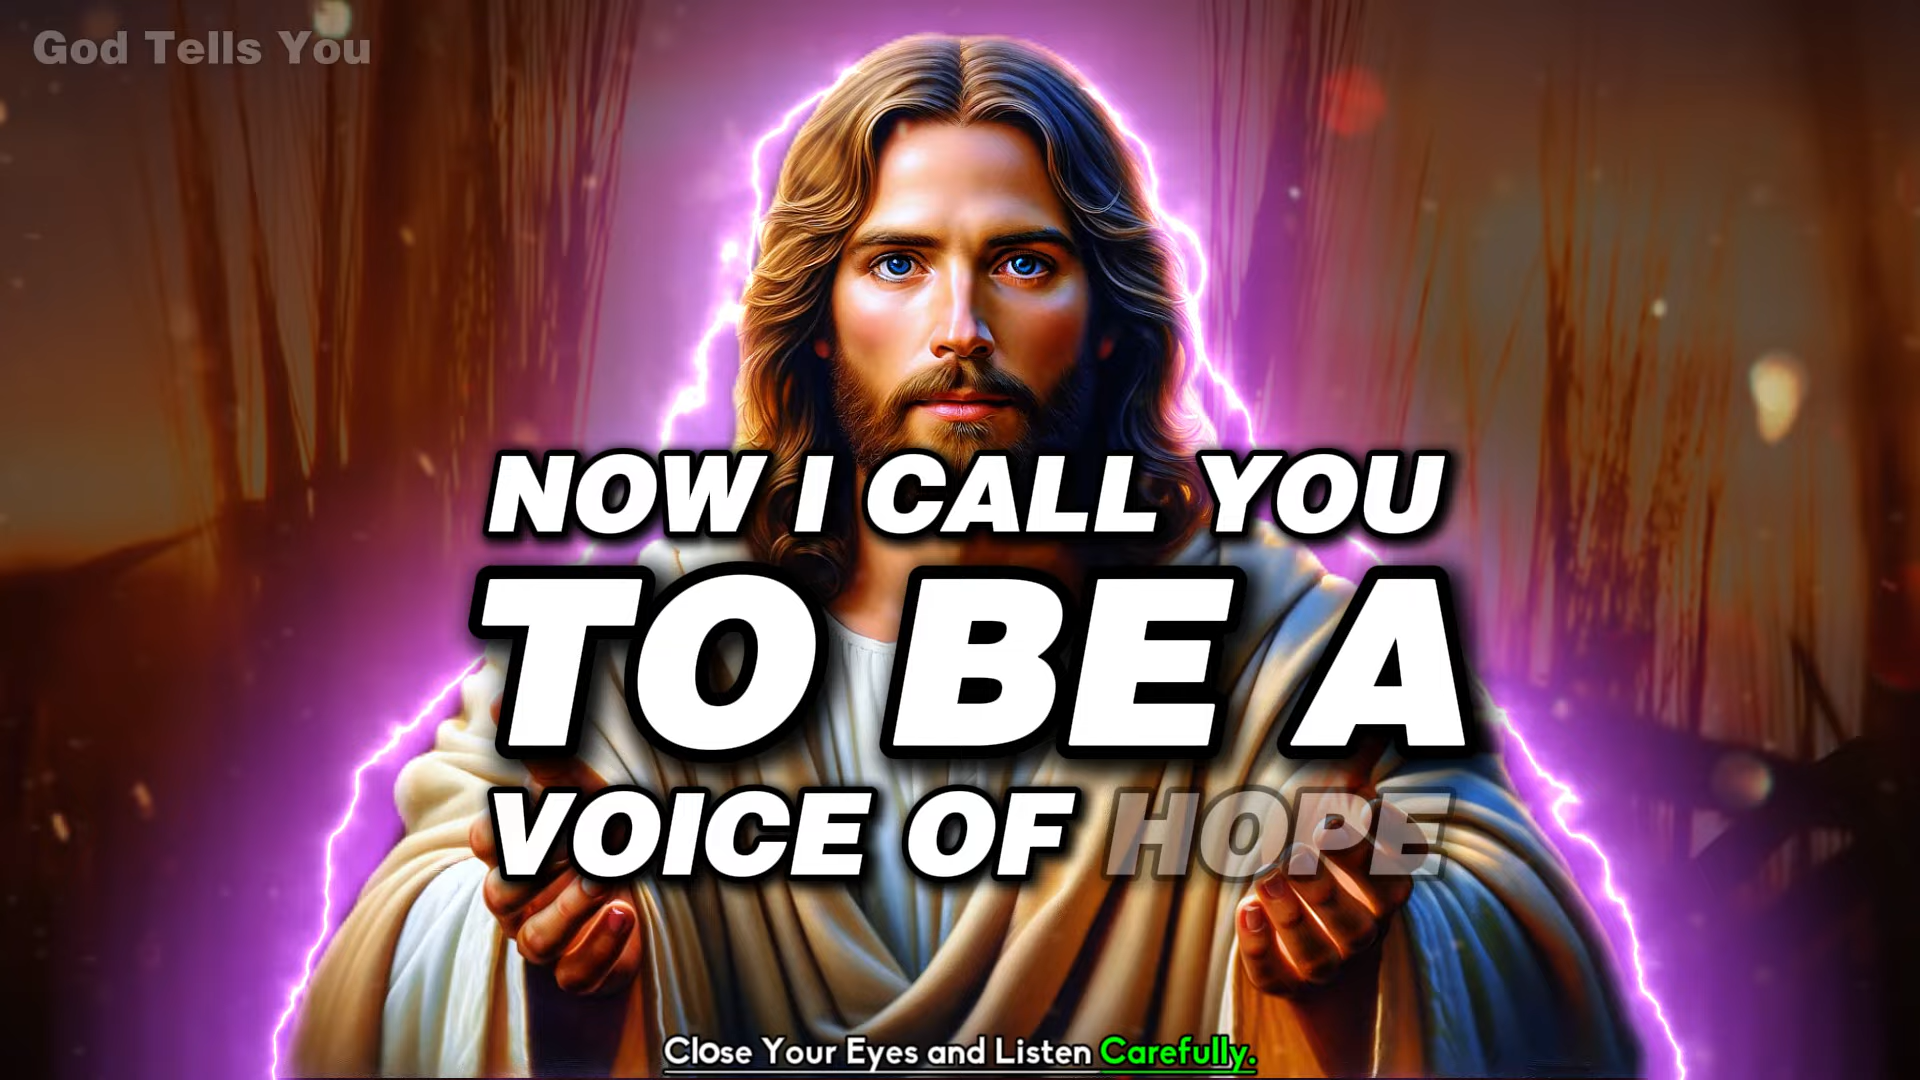 God Tells You
NOW I CALL YOU
TO BE A
VOICE OF HOPE
Close Your Eyes and Listen Carefully.